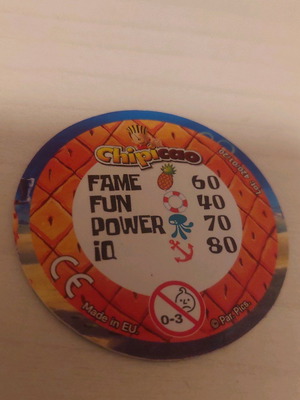 Chipicao
FAME 60
FUN 40
POWER 70
iQ 80
CE
Made in EU.
0-3
© Par.Pics.